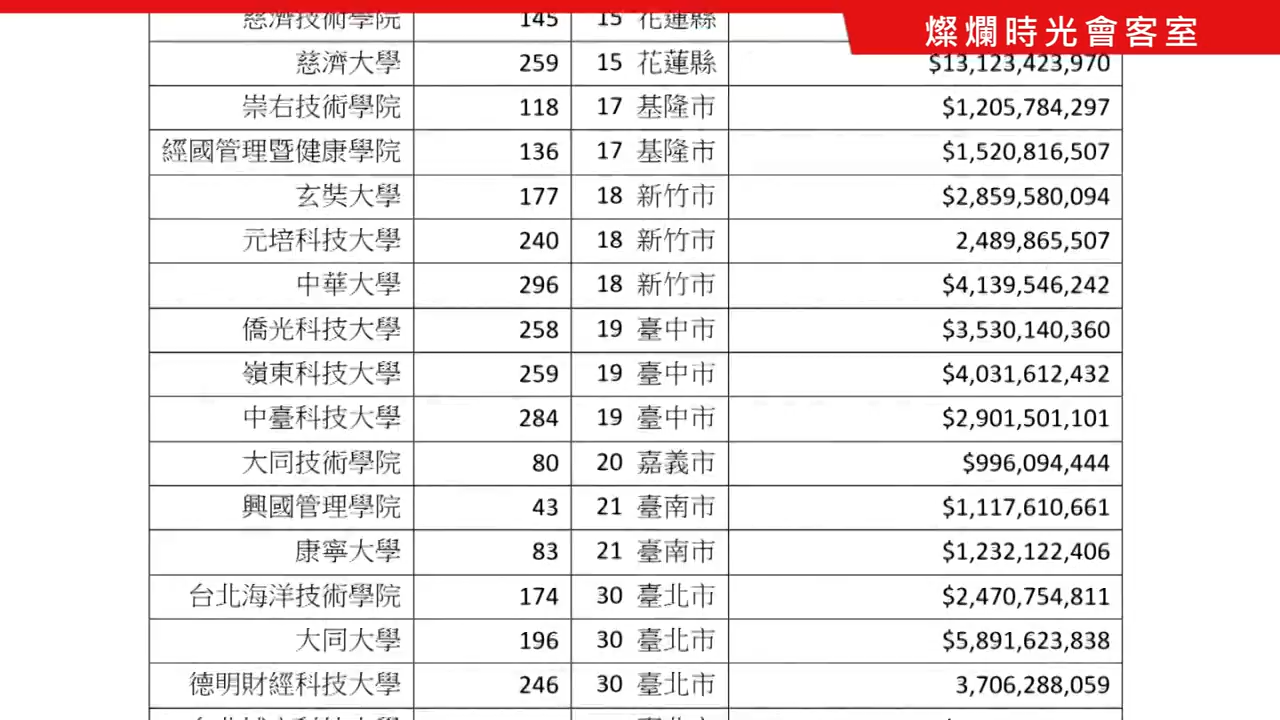 燦爛時光會客室
慈濟技術學院 145 15 花蓮縣
慈濟大學 259 15 花蓮縣 $13,123,423,970
崇右技術學院 118 17 基隆市 $1,205,784,297
經國管理暨健康學院 136 17 基隆市 $1,520,816,507
玄奘大學 177 18 新竹市 $2,859,580,094
元培科技大學 240 18 新竹市 2,489,865,507
中華大學 296 18 新竹市 $4,139,546,242
僑光科技大學 258 19 臺中市 $3,530,140,360
嶺東科技大學 259 19 臺中市 $4,031,612,432
中臺科技大學 284 19 臺中市 $2,901,501,101
大同技術學院 80 20 嘉義市 $996,094,444
興國管理學院 43 21 臺南市 $1,117,610,661
康寧大學 83 21 臺南市 $1,232,122,406
台北海洋技術學院 174 30 臺北市 $2,470,754,811
大同大學 196 30 臺北市 $5,891,623,838
德明財經科技大學 246 30 臺北市 3,706,288,059